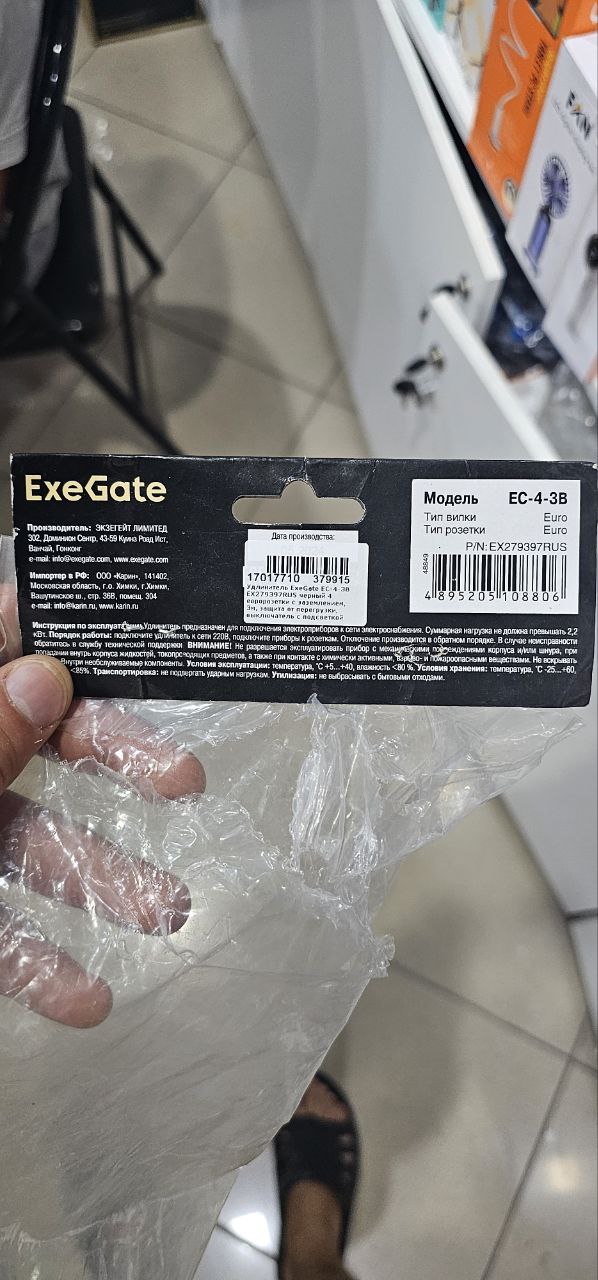 TABLET HOLDER
FAN
ExeGate
Производитель: ЭКЗЕГЕЙТ ЛИМИТЕД
302, Доминион Сентр, 43-59 Куинз Роад Ист,
Ванчай, Гонконг
e-mail: info@exegate.com, www.exegate.com
Импортер в РФ: ООО «Карин», 141402,
Московская область, г.о. Химки, г.Химки,
Вашутинское ш., стр. 36В, помещ. 304
e-mail: info@karin.ru, www.karin.ru
Дата производства:
17017710 379915
Удлинитель ExeGate EC-4-3B
EX279397RUS черный 4
евророзетки с заземлением,
3м, защита от перегрузки,
выключатель с подсветкой
Модель EC-4-3B
Тип вилки Euro
Тип розетки Euro
P/N: EX279397RUS
48849
4 895205 108806
Инструкция по эксплуатации: Удлинитель предназначен для подключения электроприборов к сети электроснабжения. Суммарная нагрузка не должна превышать 2,2
кВт. Порядок работы: подключите удлинитель к сети 220В, подключите приборы к розеткам. Отключение производится в обратном порядке. В случае неисправности
обратитесь в службу технической поддержки ВНИМАНИЕ! Не разрешается эксплуатировать прибор с механическими повреждениями корпуса и/или шнура, при
попадании внутрь корпуса жидкостей, токопроводящих предметов, а также при контакте с химически активными, взрыво- и пожароопасными веществами. Не вскрывать
Внутри необслуживаемые компоненты. Условия эксплуатации: температура, °С +5...+40, влажность <80 %. Условия хранения: температура, °С -25...+60,
<85%. Транспортировка: не подвергать ударным нагрузкам. Утилизация: не выбрасывать с бытовыми отходами.